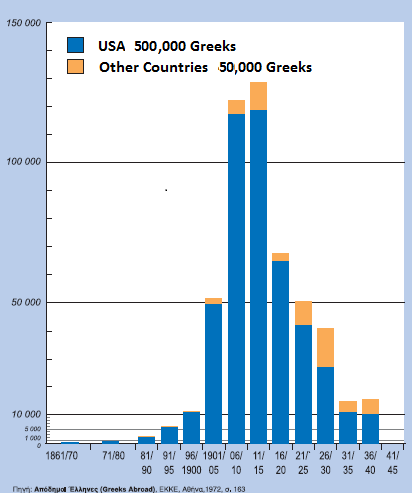 150 000
USA 500,000 Greeks
Other Countries 50,000 Greeks
100 000
50 000
10 000
5 000
1 000
0
1861/70 71/80 81/ 91/ 96/ 1901/ 06/ 11/ 16/ 21/ 26/ 31/ 36/ 41/
90 95 1900 05 10 15 20 25 30 35 40 45
Πηγή: Απόδημοι Έλληνες (Greeks Abroad), ΕΚΚΕ, Αθήνα,1972, σ. 163